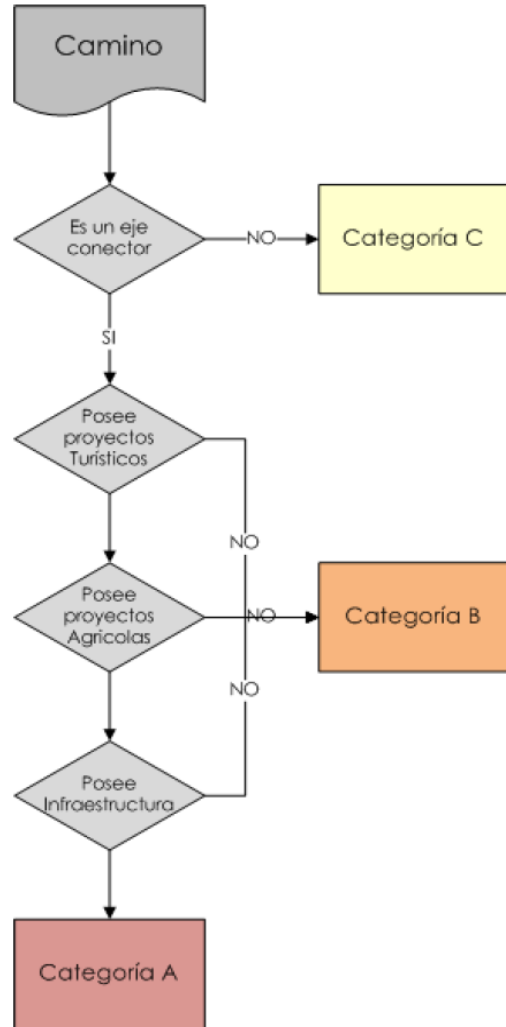 Camino
Es un eje
conector
NO
Categoría C
SI
Posee
proyectos
Turísticos
NO
Posee
proyectos
Agricolas
NO
Categoría B
NO
Posee
Infraestructura
Categoría A